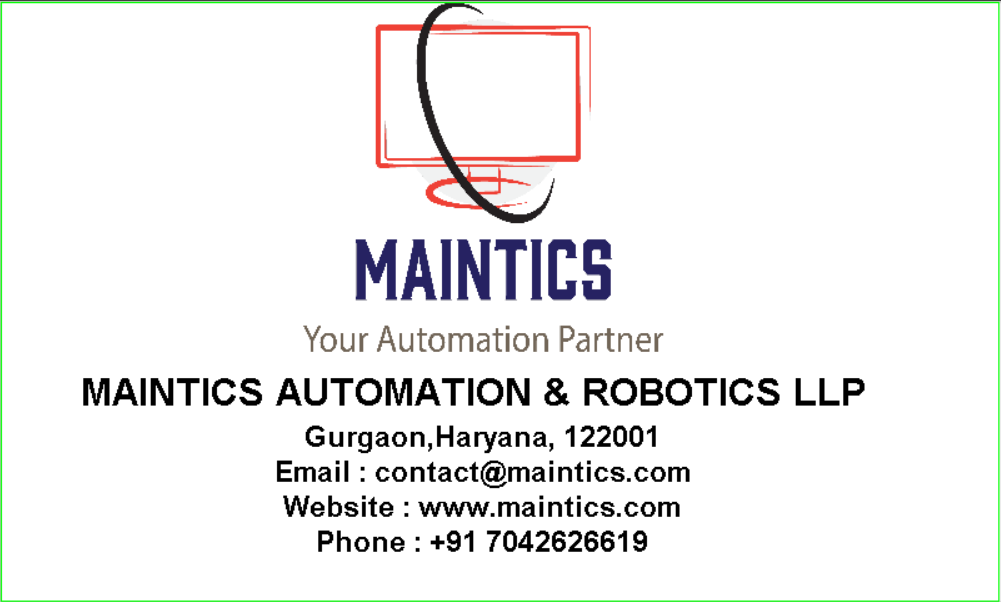 MAINTICS
Your Automation Partner
MAINTICS AUTOMATION & ROBOTICS LLP
Gurgaon,Haryana, 122001
Email : contact@maintics.com
Website : www.maintics.com
Phone : +91 7042626619